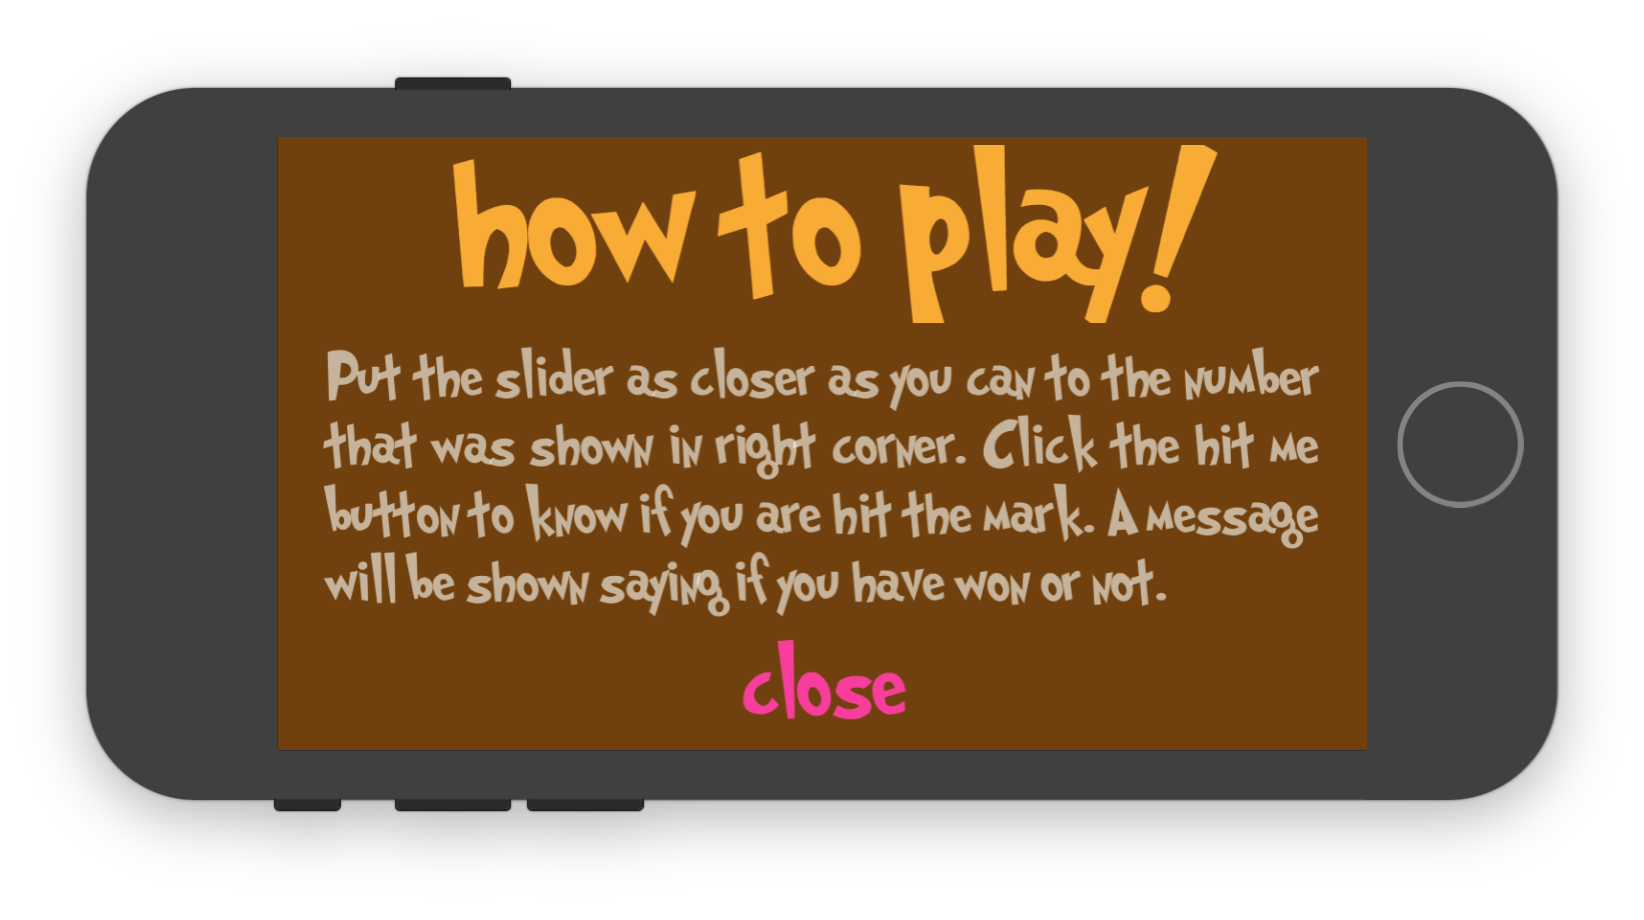 how to play!
Put the slider as closer as you can to the number
that was shown in right corner. Click the hit me
button to know if you are hit the mark. A message
will be shown saying if you have won or not.
close